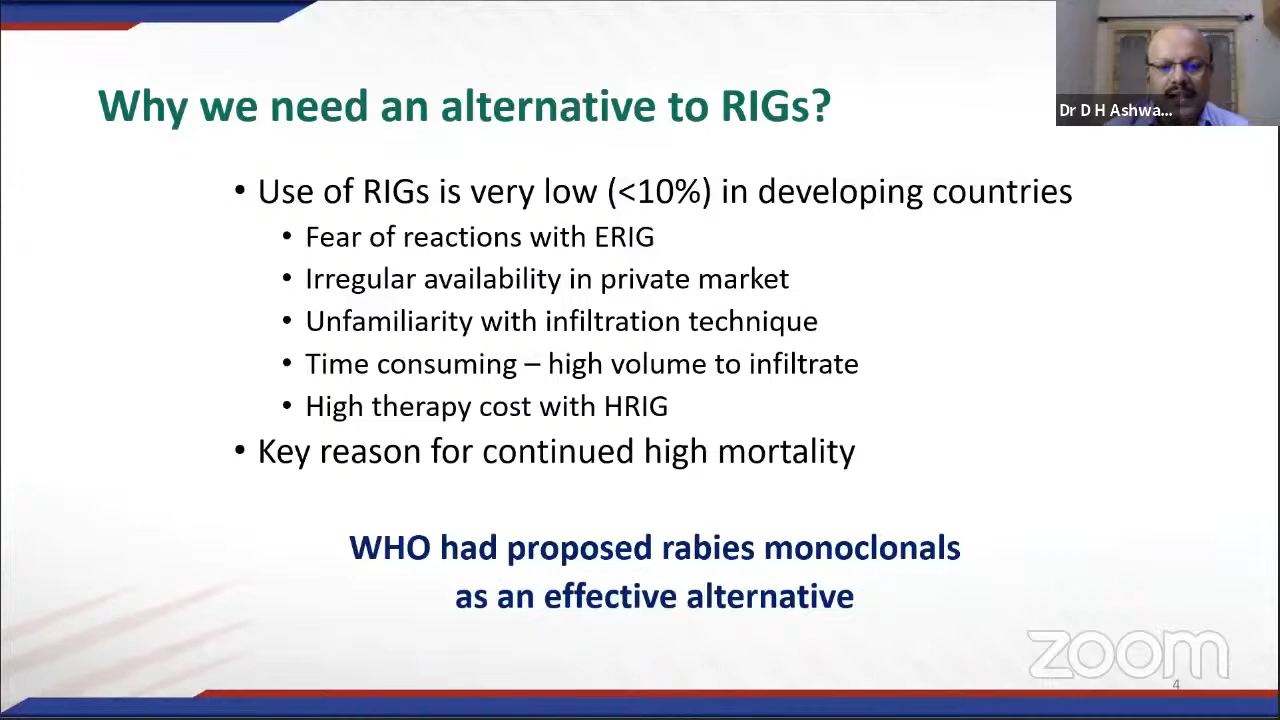 Why we need an alternative to RIGs?
Dr D H Ashwa...
• Use of RIGs is very low (<10%) in developing countries
• Fear of reactions with ERIG
• Irregular availability in private market
• Unfamiliarity with infiltration technique
• Time consuming – high volume to infiltrate
• High therapy cost with HRIG
• Key reason for continued high mortality
WHO had proposed rabies monoclonals
as an effective alternative
zoom
4